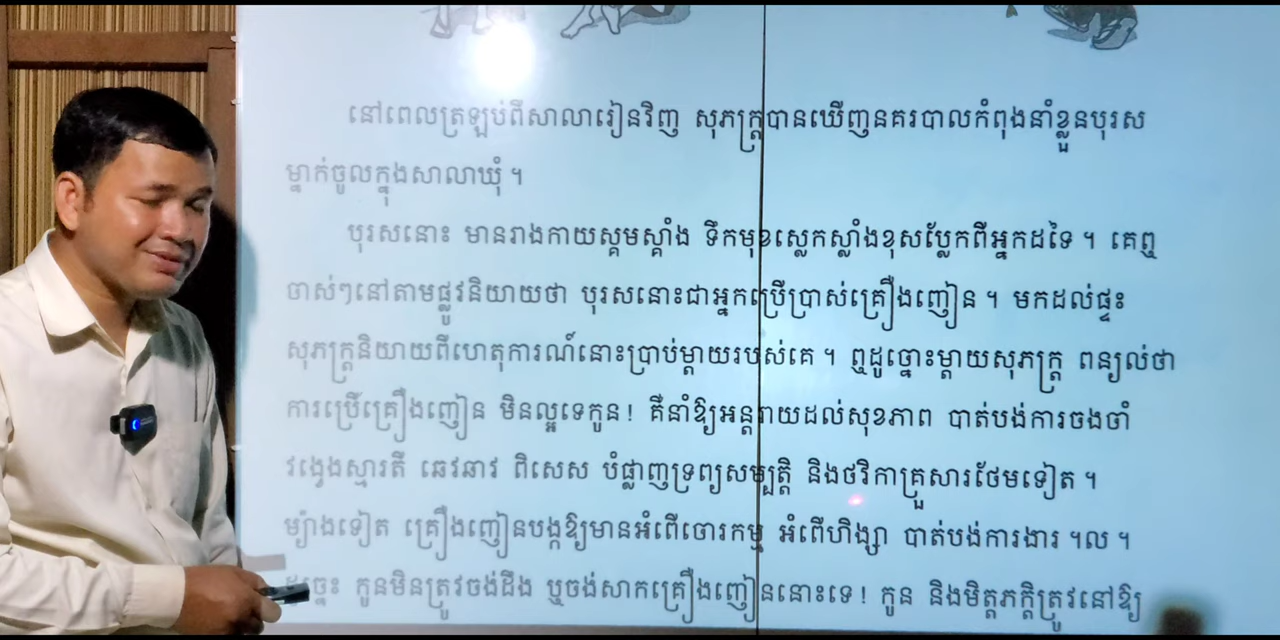 នៅពេលត្រឡប់ពីសាលារៀនវិញ សុភក្ត្របានឃើញនគរបាលកំពុងនាំខ្លួនបុរស
ម្នាក់ចូលក្នុងសាលាឃុំ ។
បុរសនោះ មានរាងកាយស្គមស្គាំង ទឹកមុខស្លេកស្លាំងខុសប្លែកពីអ្នកដទៃ ។ គេឮ
ចាស់ៗនៅតាមផ្លូវនិយាយថា បុរសនោះជាអ្នកប្រើប្រាស់គ្រឿងញៀន ។ មកដល់ផ្ទះ
សុភក្ត្រនិយាយពីហេតុការណ៍នោះប្រាប់ម្ដាយរបស់គេ ។ ឮដូច្នោះម្ដាយសុភក្ត្រ ពន្យល់ថា
ការប្រើគ្រឿងញៀន មិនល្អទេកូន! គឺនាំឱ្យអន្តរាយដល់សុខភាព បាត់បង់ការចងចាំ
វង្វេងស្មារតី ឆេវឆាវ ពិសេស បំផ្លាញទ្រព្យសម្បត្តិ និងថវិកាគ្រួសារថែមទៀត ។
ម្យ៉ាងទៀត គ្រឿងញៀនបង្កឱ្យមានអំពើចោរកម្ម អំពើហិង្សា បាត់បង់ការងារ ។ល ។
ដូច្នេះ កូនមិនត្រូវចង់ដឹង ឬចង់សាកគ្រឿងញៀននោះទេ! កូន និងមិត្តភក្តិត្រូវនៅឱ្យ